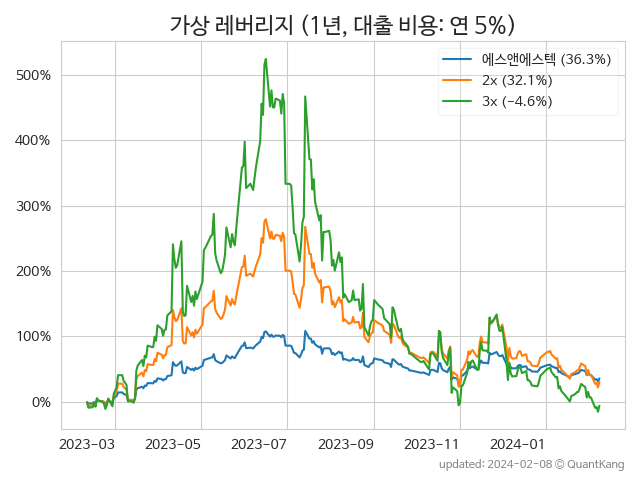 가상 레버리지 (1년, 대출 비용: 연 5%)
에스앤에스텍 (36.3%)
2x (32.1%)
3x (-4.6%)
500%
400%
300%
200%
100%
0%
2023-03 2023-05 2023-07 2023-09 2023-11 2024-01
updated: 2024-02-08 © QuantKang